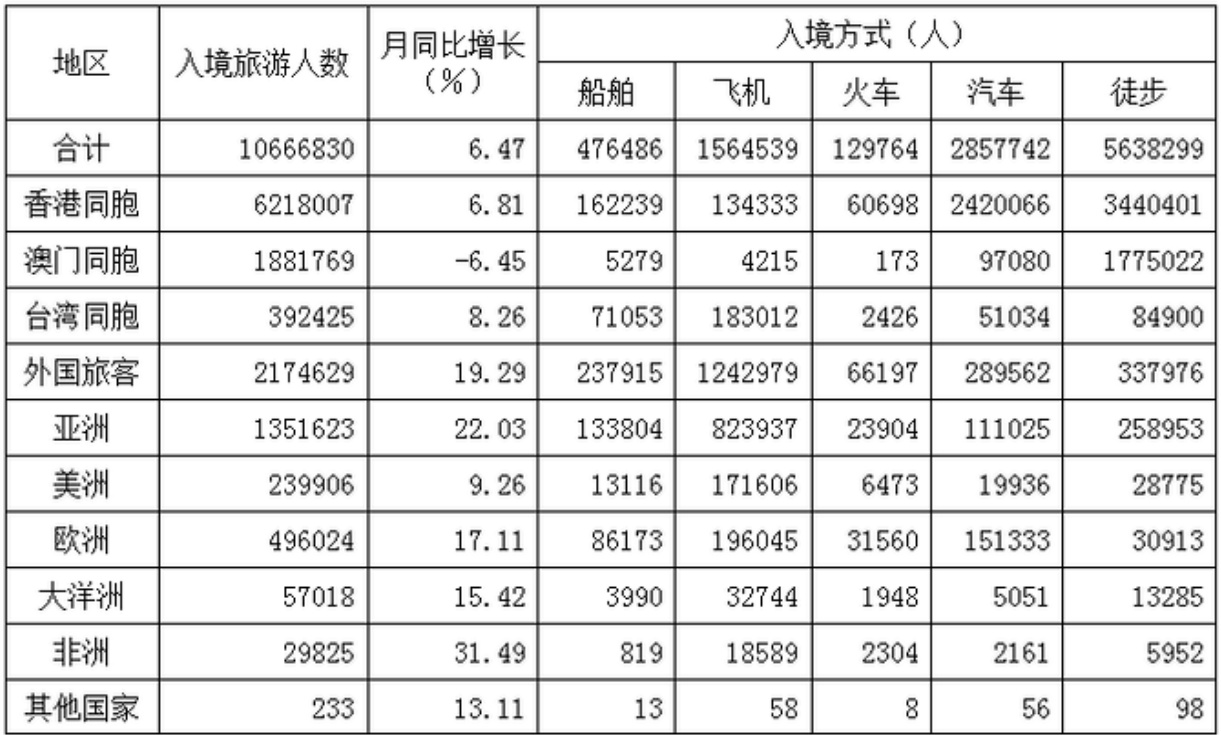 地区 入境旅游人数 月同比增长（%） 入境方式（人）
船舶 飞机 火车 汽车 徒步
合计 10666830 6.47 476486 1564539 129764 2857742 5638299
香港同胞 6218007 6.81 162239 134333 60698 2420066 3440401
澳门同胞 1881769 -6.45 5279 4215 173 97080 1775022
台湾同胞 392425 8.26 71053 183012 2426 51034 84900
外国旅客 2174629 19.29 237915 1242979 66197 289562 337976
亚洲 1351623 22.03 133804 823937 23904 111025 258953
美洲 239906 9.26 13116 171606 6473 19936 28775
欧洲 496024 17.11 86173 196045 31560 151333 30913
大洋洲 57018 15.42 3990 32744 1948 5051 13285
非洲 29825 31.49 819 18589 2304 2161 5952
其他国家 233 13.11 13 58 8 56 98